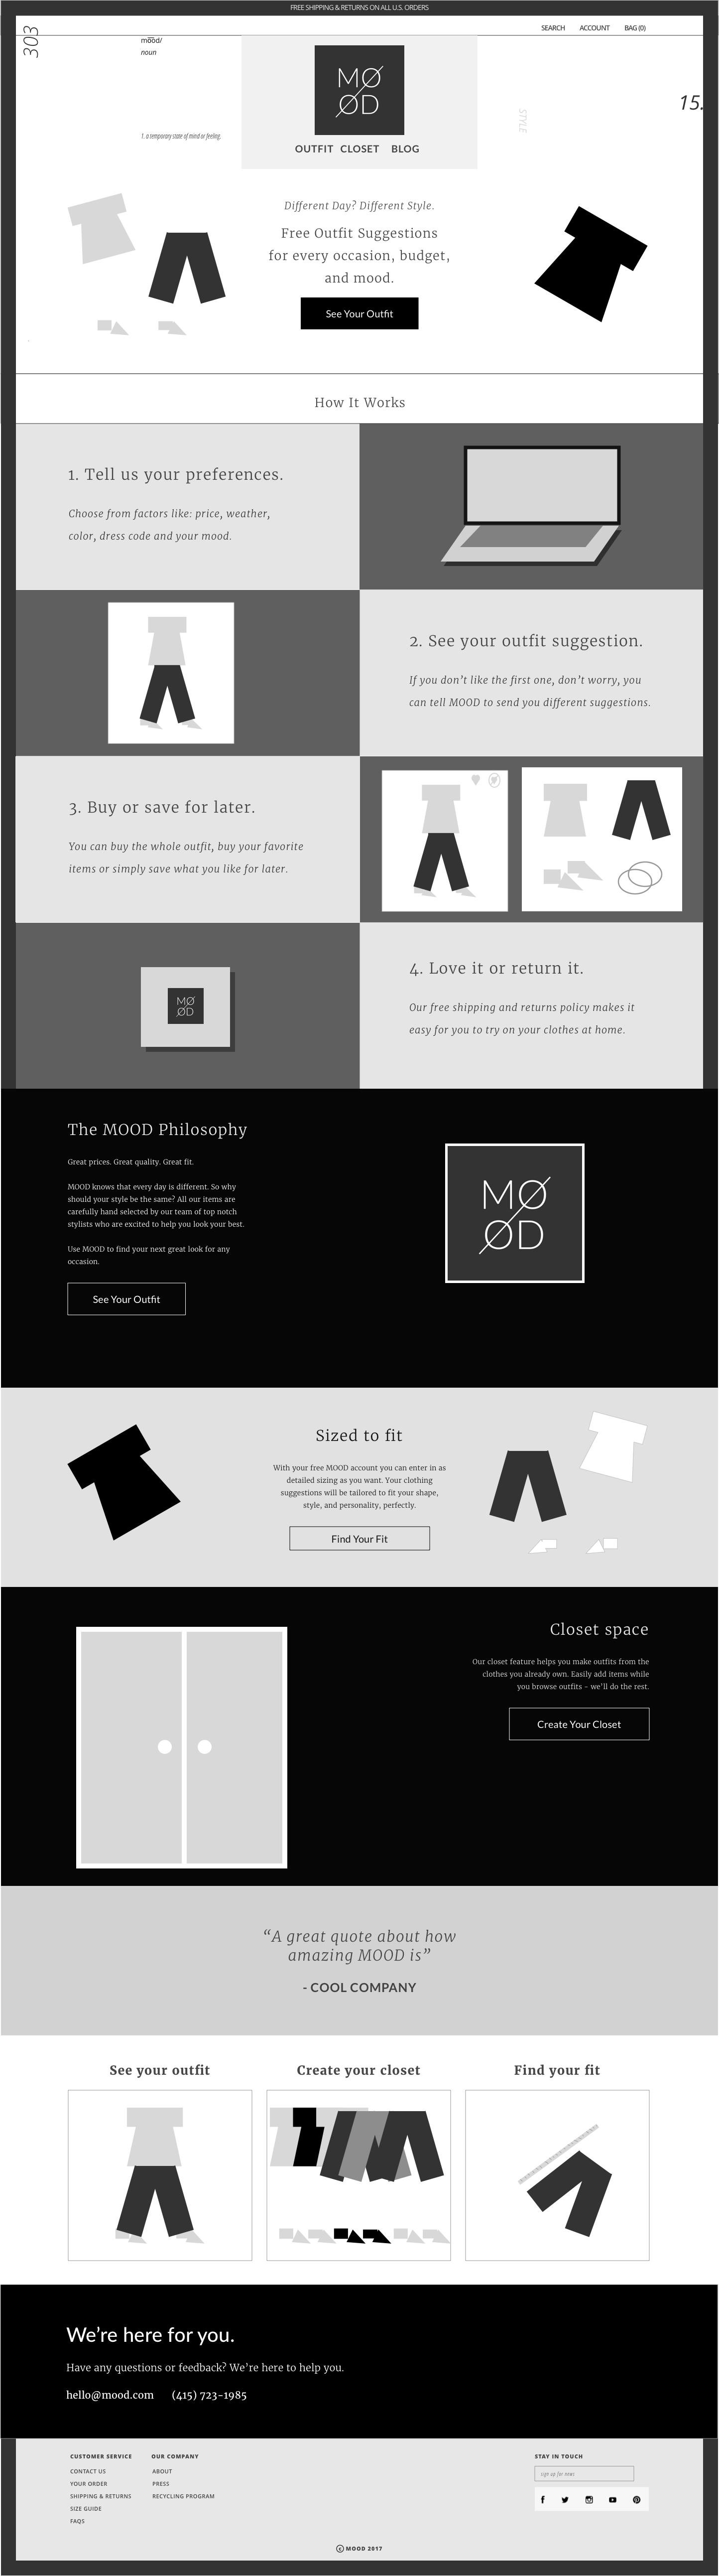 FREE SHIPPING & RETURNS ON ALL U.S. ORDERS
SEARCH ACCOUNT BAG (0)
303
mood/
noun
1. a temporary state of mind or feeling.
MØ
ØD
OUTFIT CLOSET BLOG
STYLE
15.
Different Day? Different Style.
Free Outfit Suggestions
for every occasion, budget,
and mood.
See Your Outfit
How It Works
1. Tell us your preferences.
Choose from factors like: price, weather,
color, dress code and your mood.
2. See your outfit suggestion.
If you don’t like the first one, don’t worry, you
can tell MOOD to send you different suggestions.
3. Buy or save for later.
You can buy the whole outfit, buy your favorite
items or simply save what you like for later.
MØ
ØD
4. Love it or return it.
Our free shipping and returns policy makes it
easy for you to try on your clothes at home.
The MOOD Philosophy
Great prices. Great quality. Great fit.
MOOD knows that every day is different. So why
should your style be the same? All our items are
carefully hand selected by our team of top notch
stylists who are excited to help you look your best.
Use MOOD to find your next great look for any
occasion.
See Your Outfit
MØ
ØD
Sized to fit
With your free MOOD account you can enter in as
detailed sizing as you want. Your clothing
suggestions will be tailored to fit your shape,
style, and personality, perfectly.
Find Your Fit
Closet space
Our closet feature helps you make outfits from the
clothes you already own. Easily add items while
you browse outfits - we’ll do the rest.
Create Your Closet
“A great quote about how
amazing MOOD is”
- COOL COMPANY
See your outfit
Create your closet
Find your fit
We’re here for you.
Have any questions or feedback? We’re here to help you.
hello@mood.com (415) 723-1985
CUSTOMER SERVICE
CONTACT US
YOUR ORDER
SHIPPING & RETURNS
SIZE GUIDE
FAQS
OUR COMPANY
ABOUT
PRESS
RECYCLING PROGRAM
STAY IN TOUCH
sign up for news
© MOOD 2017